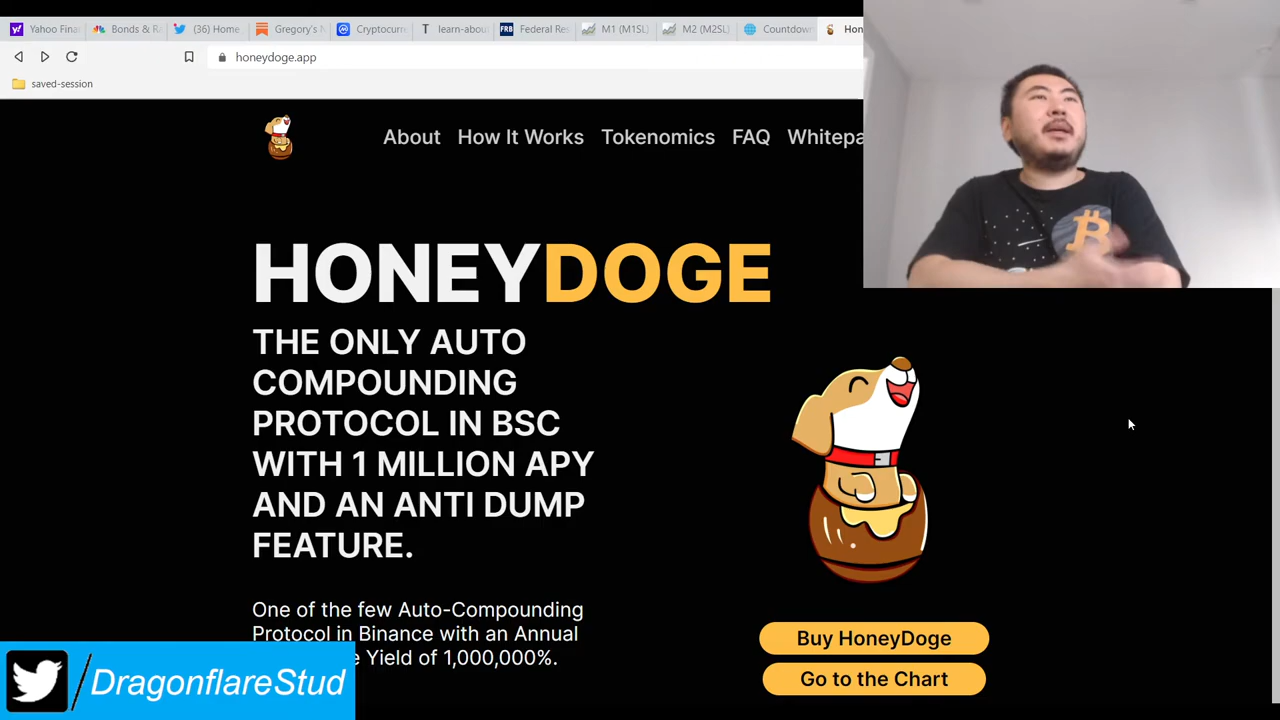 Yahoo Finan
Bonds & R
(36) Home
Gregory's N
Cryptocurr
learn-abou
FRB
Federal Res
M1 (M1SL)
M2 (M2SL)
Countdow
Hon
honeydoge.app
saved-session
About
How It Works
Tokenomics
FAQ
Whitepa
HONEYDOGE
THE ONLY AUTO
COMPOUNDING
PROTOCOL IN BSC
WITH 1 MILLION APY
AND AN ANTI DUMP
FEATURE.
One of the few Auto-Compounding
Protocol in Binance with an Annual
e Yield of 1,000,000%.
Buy HoneyDoge
Go to the Chart
/DragonflareStud